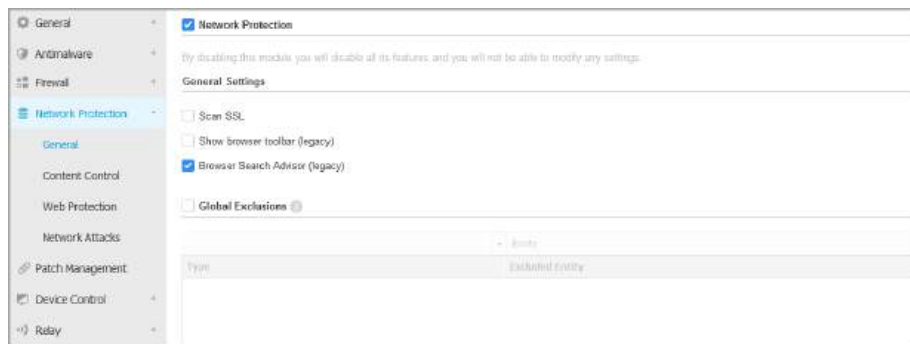 General
Antimalware
Firewall
Network Protection
General
Content Control
Web Protection
Network Attacks
Patch Management
Device Control
Relay
Network Protection
By disabling this module you will disable all its features and you will not be able to modify any settings.
General Settings
Scan SSL
Show browser toolbar (legacy)
Browser Search Advisor (legacy)
Global Exclusions
Entity
Type Excluded Entity